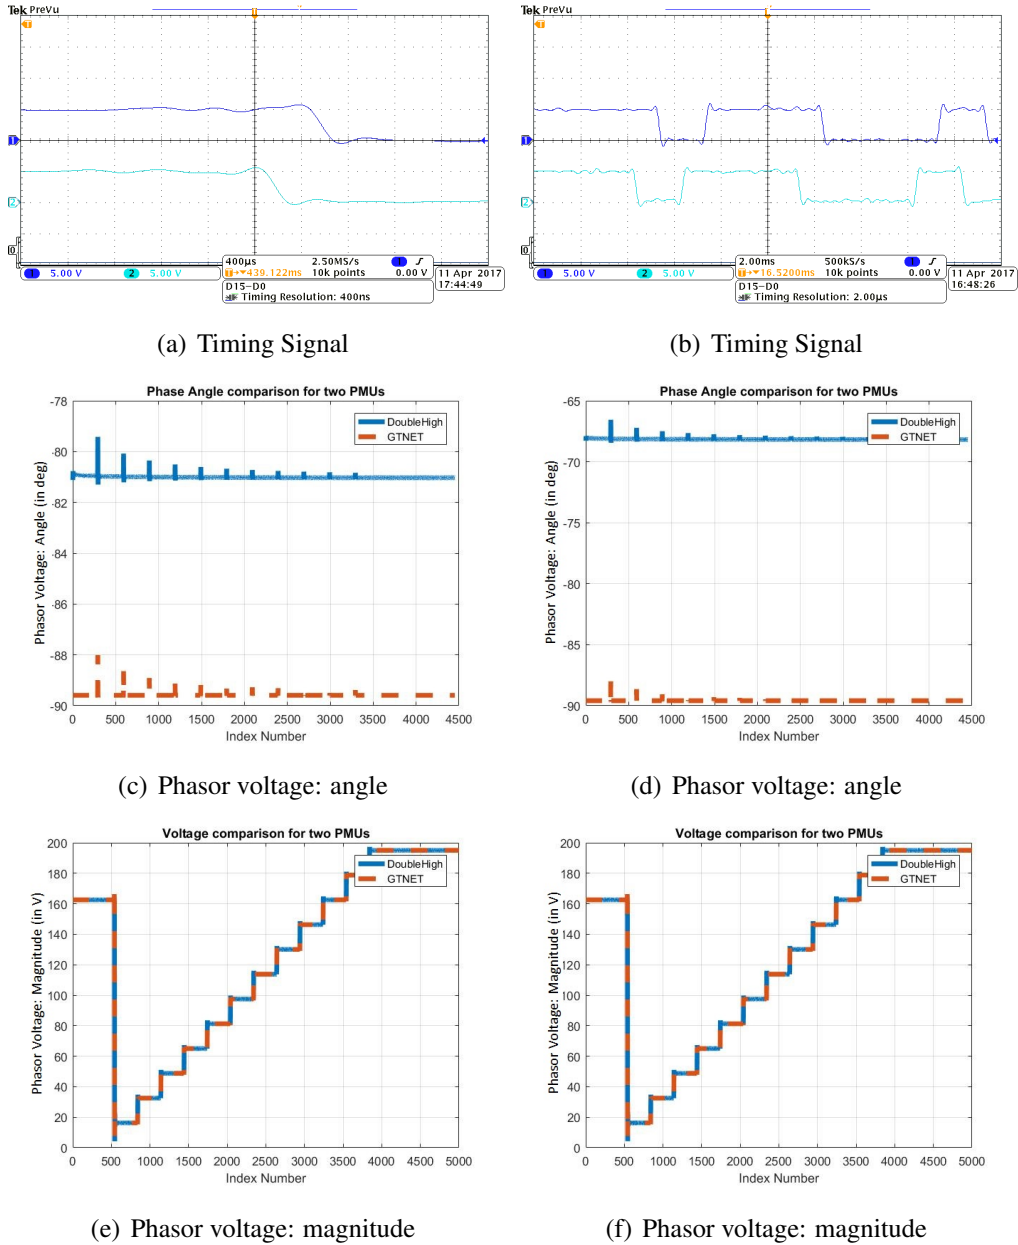 Tek PreVu
T
T
1
2
D
1 5.00 V 2 5.00 V
400µs 2.50MS/s 1 0.00 V
T→▼439.122ms 10k points
D15-D0
Timing Resolution: 400ns
11 Apr 2017
17:44:49
Tek PreVu
T
T
1
2
D
1 5.00 V 2 5.00 V
2.00ms 500kS/s 1 0.00 V
T→▼16.5200ms 10k points
D15-D0
Timing Resolution: 2.00µs
11 Apr 2017
16:48:26
(a) Timing Signal
(b) Timing Signal
Phase Angle comparison for two PMUs
Phasor Voltage: Angle (in deg)
-78
-80
-82
-84
-86
-88
-90
0 500 1000 1500 2000 2500 3000 3500 4000 4500
Index Number
DoubleHigh
GTNET
Phase Angle comparison for two PMUs
Phasor Voltage: Angle (in deg)
-65
-70
-75
-80
-85
-90
0 500 1000 1500 2000 2500 3000 3500 4000 4500
Index Number
DoubleHigh
GTNET
(c) Phasor voltage: angle
(d) Phasor voltage: angle
Voltage comparison for two PMUs
Phasor Voltage: Magnitude (in V)
200
180
160
140
120
100
80
60
40
20
0
0 500 1000 1500 2000 2500 3000 3500 4000 4500 5000
Index Number
DoubleHigh
GTNET
Voltage comparison for two PMUs
Phasor Voltage: Magnitude (in V)
200
180
160
140
120
100
80
60
40
20
0
0 500 1000 1500 2000 2500 3000 3500 4000 4500 5000
Index Number
DoubleHigh
GTNET
(e) Phasor voltage: magnitude
(f) Phasor voltage: magnitude